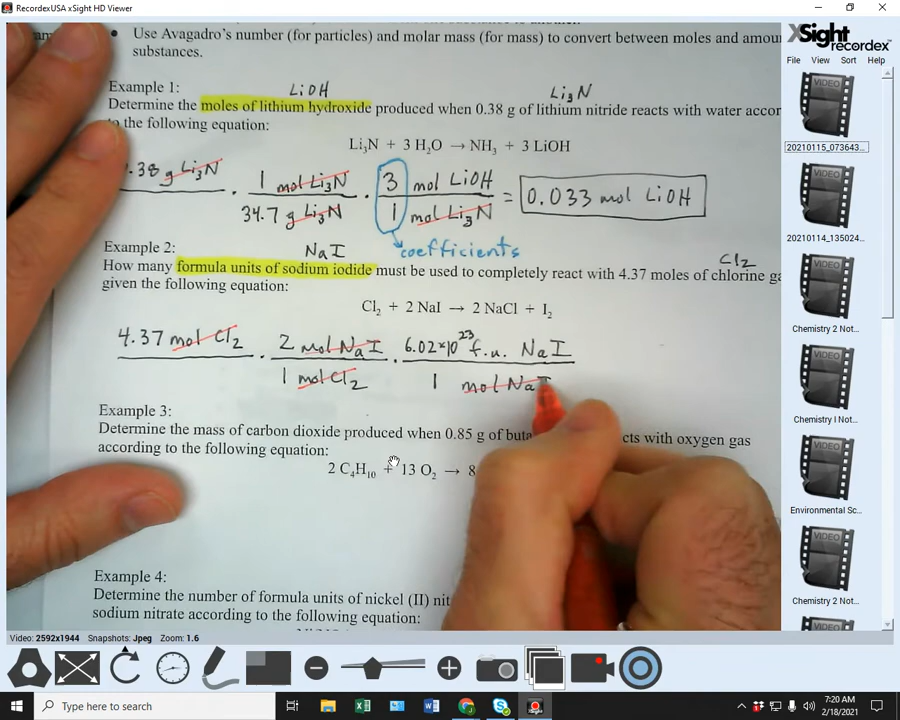 RecordexUSA xSight HD Viewer
Use Avagadro's number (for particles) and molar mass (for mass) to convert between moles and amou
substances.
Example 1:
LiOH
Li3N
Determine the moles of lithium hydroxide produced when 0.38 g of lithium nitride reacts with water accor
the following equation:
Li3N + 3 H2O → NH3 + 3 LiOH
.38 g Li3N · 1 mol Li3N · 3 mol LiOH = 0.033 mol LiOH
34.7 g Li3N 1 mol Li3N
coefficients
Example 2:
NaI
Cl2
How many formula units of sodium iodide must be used to completely react with 4.37 moles of chlorine ga
given the following equation:
Cl2 + 2 NaI → 2 NaCl + I2
4.37 mol Cl2 · 2 mol NaI · 6.02×10^23 f.u. NaI
1 mol Cl2 1 mol NaI
Example 3:
Determine the mass of carbon dioxide produced when 0.85 g of buta cts with oxygen gas
according to the following equation:
2 C4H10 + 13 O2 → 8
Example 4:
Determine the number of formula units of nickel (II) nit
sodium nitrate according to the following equation:
XSight
recordex
File View Sort Help
20210115_073643...
20210114_135024
Chemistry 2 Not...
Chemistry I Not...
Environmental Sc...
Chemistry 2 Not...
Video: 2592x1944 Snapshots: Jpeg Zoom: 1.6
Type here to search
7:20 AM
2/18/2021